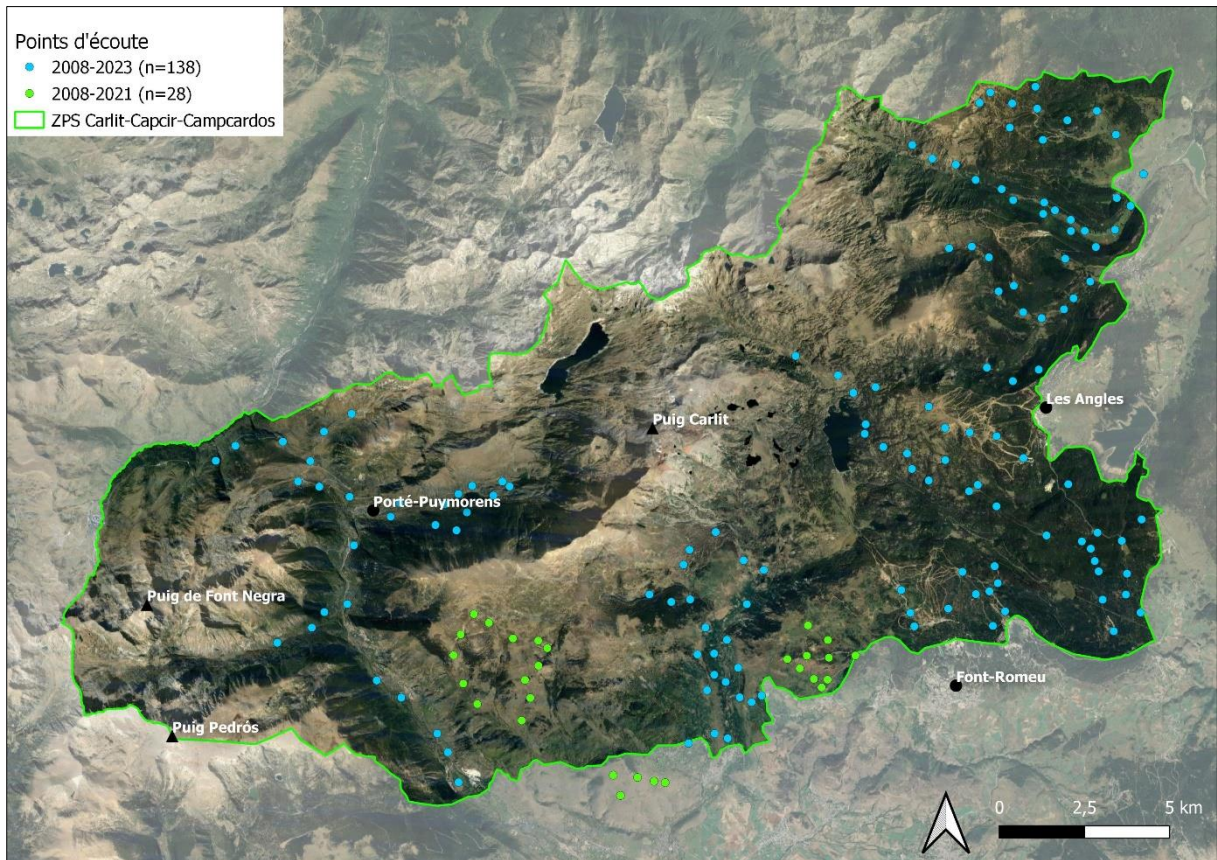 Points d'écoute
2008-2023 (n=138)
2008-2021 (n=28)
ZPS Carlit-Capcir-Campcardos
Les Angles
Puig Carlit
Porté-Puymorens
Puig de Font Negra
Font-Romeu
Puig Pedrós
0 2,5 5 km